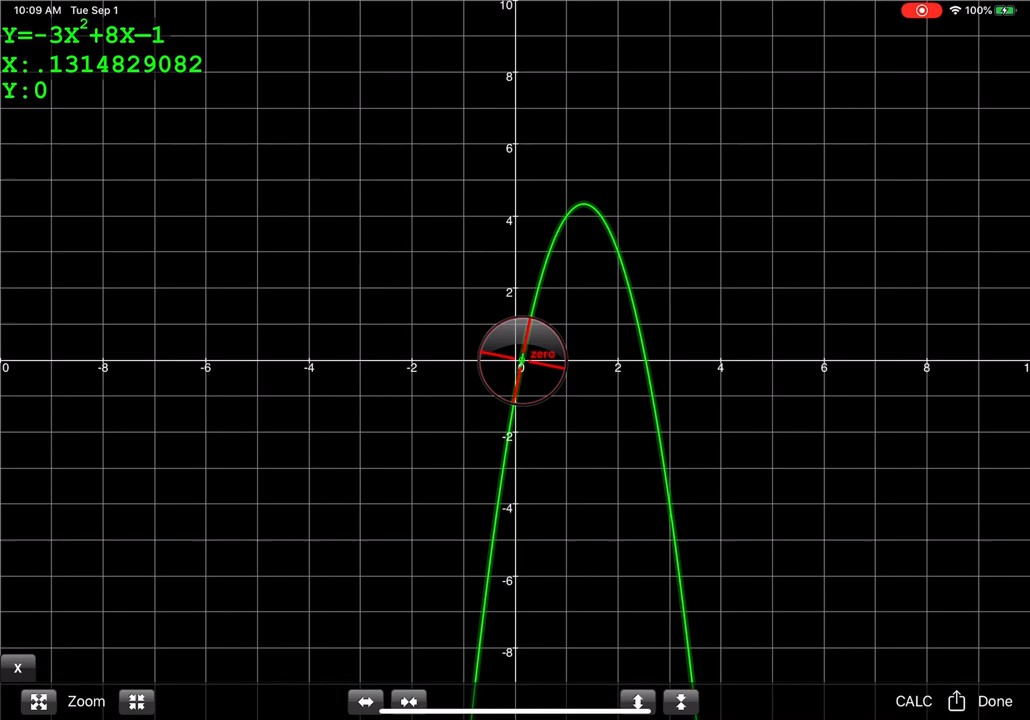 10:09 AM Tue Sep 1
100%
Y=-3X²+8X-1
X:.1314829082
Y:0
10
8
6
4
2
zero
0 -8 -6 -4 -2 0 2 4 6 8 1
-2
-4
-6
-8
x
Zoom
CALC Done